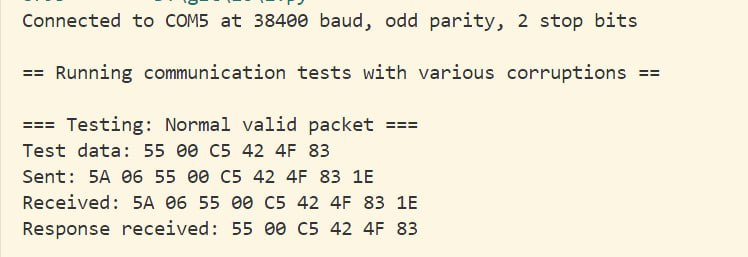 Connected to COM5 at 38400 baud, odd parity, 2 stop bits
== Running communication tests with various corruptions ==
=== Testing: Normal valid packet ===
Test data: 55 00 C5 42 4F 83
Sent: 5A 06 55 00 C5 42 4F 83 1E
Received: 5A 06 55 00 C5 42 4F 83 1E
Response received: 55 00 C5 42 4F 83